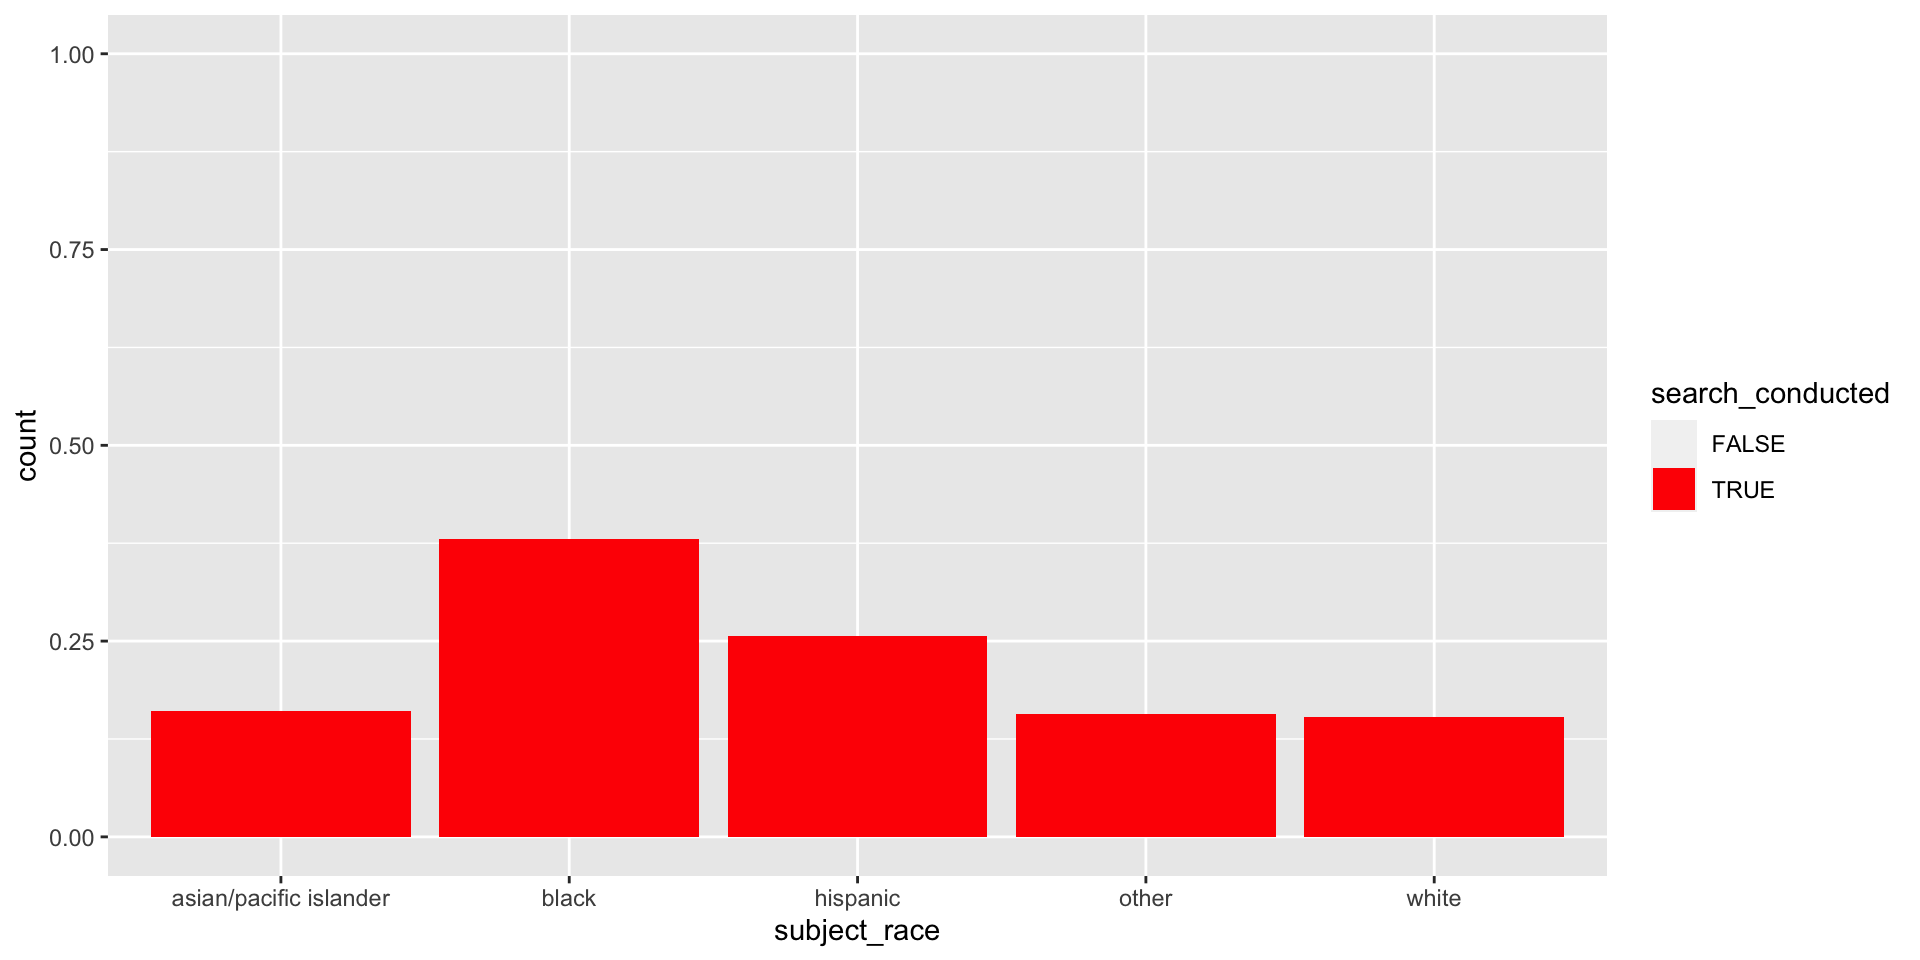 1.00
0.75
0.50
0.25
0.00
count
asian/pacific islander
black
hispanic
other
white
subject_race
search_conducted
FALSE
TRUE